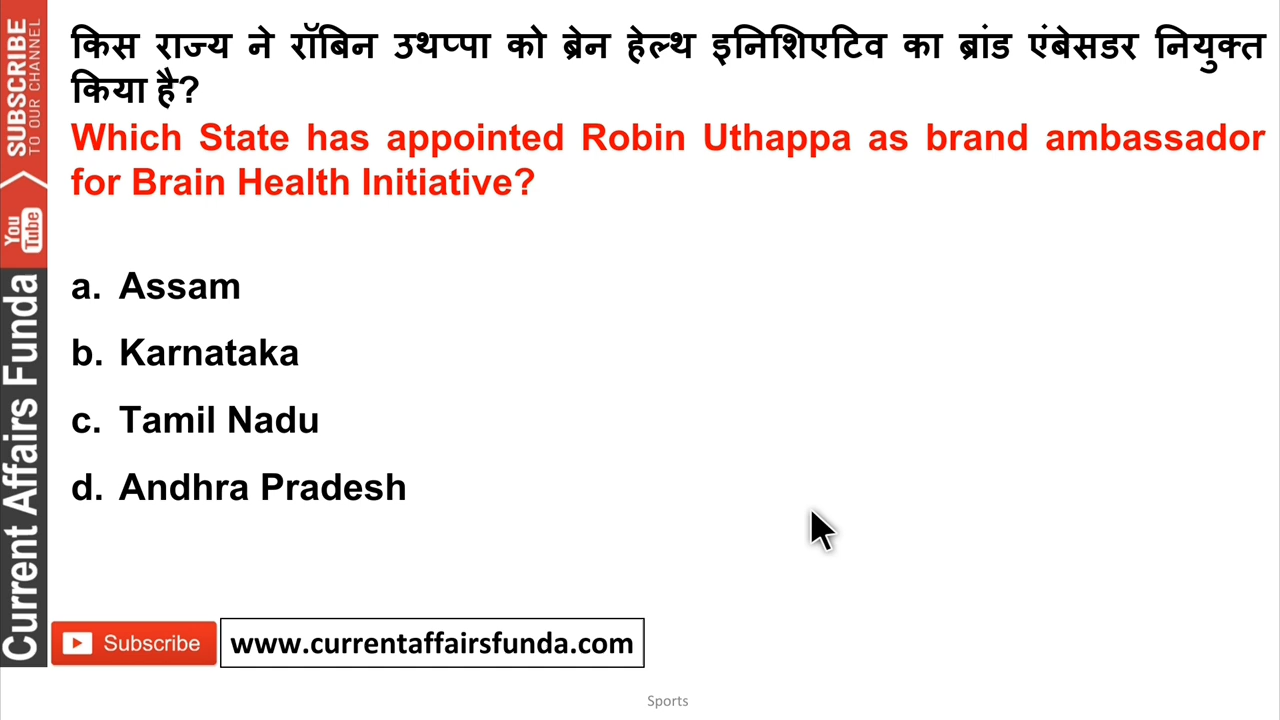 किस राज्य ने रॉबिन उथप्पा को ब्रेन हेल्थ इनिशिएटिव का ब्रांड एंबेसडर नियुक्त
किया है?
Which State has appointed Robin Uthappa as brand ambassador
for Brain Health Initiative?
a. Assam
b. Karnataka
c. Tamil Nadu
d. Andhra Pradesh
SUBSCRIBE
TO OUR CHANNEL
You
Tube
Current Affairs Funda
Subscribe
www.currentaffairsfunda.com
Sports